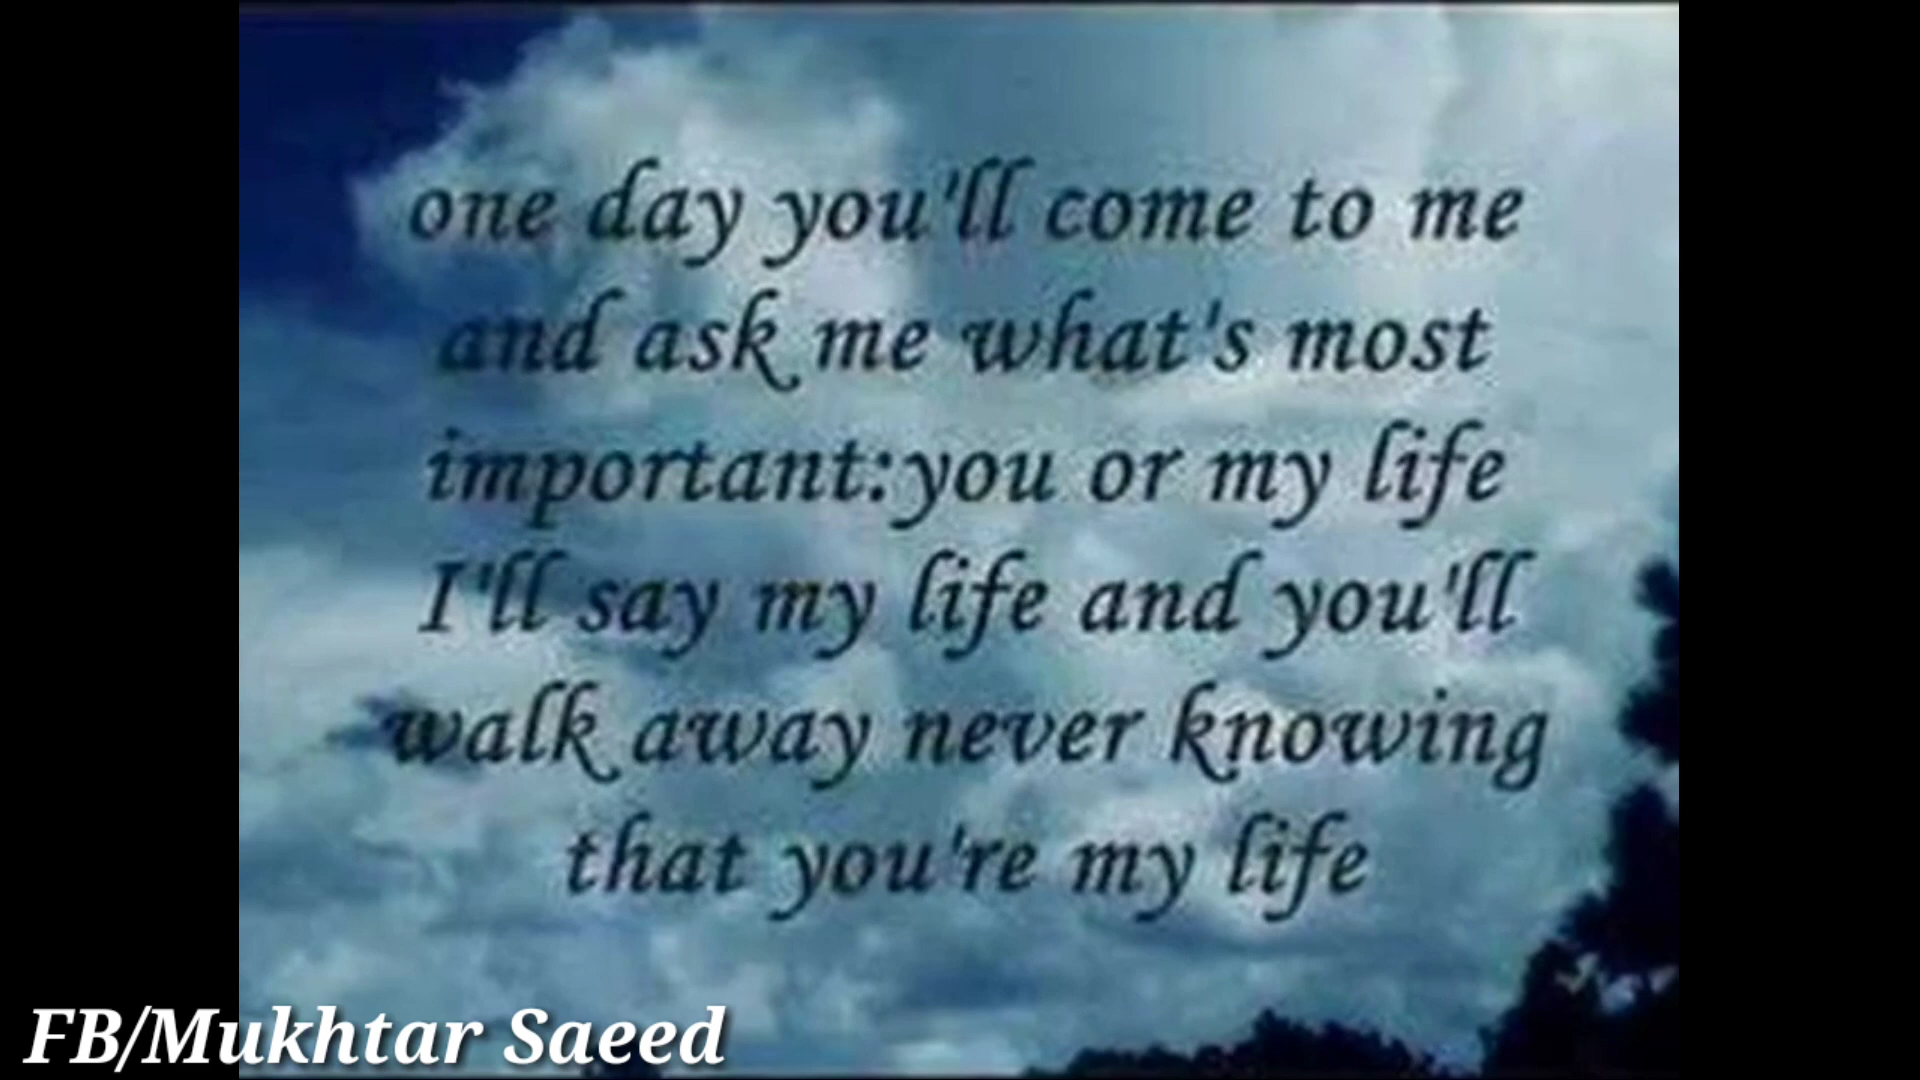 one day you'll come to me
and ask me what's most
important:you or my life
I'll say my life and you'll
walk away never knowing
that you're my life
FB/Mukhtar Saeed